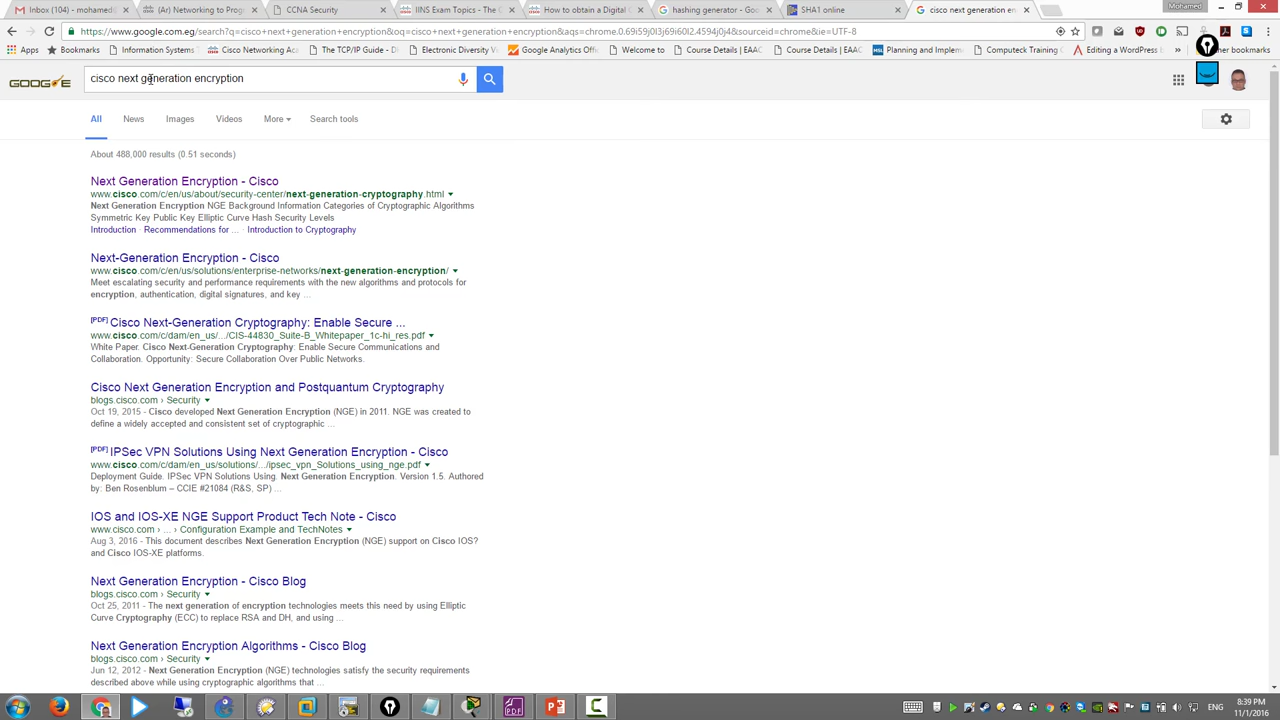 Inbox (104) - mohamed
(Ar) Networking to Prog
CCNA Security
IINS Exam Topics - The C
How to obtain a Digital
hashing generator - Goo
SHA1 online
cisco next generation en
Mohamed
https://www.google.com/search?q=cisco+next+generation+encryption&oq=cisco+next+generation+encryption&aqs=chrome.0.69i59j0l3j69i60l2.4594j0j4&sourceid=chrome&ie=UTF-8
Apps
Bookmarks
Information Systems
Cisco Networking Ac
The TCP/IP Guide -
Electronic Diversity V
Google Analytics Offi
Welcome to
Course Details | EAAC
Course Details | EAAC
Planning and Implem
Editing a WordPress
other bookmarks
GOOGLE
cisco next generation encryption
All
News
Images
Videos
More
Search tools
About 488,000 results (0.51 seconds)
Next Generation Encryption - Cisco
www.cisco.com/c/en/us/about/security-center/next-generation-cryptography.html
Next Generation Encryption NGE Background Information Categories of Cryptographic Algorithms
Symmetric Key Public Key Elliptic Curve Hash Security Levels
Introduction · Recommendations for ... · Introduction to Cryptography
Next-Generation Encryption - Cisco
www.cisco.com/c/en/us/solutions/enterprise-networks/next-generation-encryption/
Meet escalating security and performance requirements with the new algorithms and protocols for
encryption, authentication, digital signatures, and key ...
[PDF] Cisco Next-Generation Cryptography: Enable Secure ...
www.cisco.com/c/dam/en_us/.../CIS-44830_Suite-B_Whitepaper_1c-hi_res.pdf
White Paper. Cisco Next-Generation Cryptography: Enable Secure Communications and
Collaboration. Opportunity: Secure Collaboration Over Public Networks.
Cisco Next Generation Encryption and Postquantum Cryptography
blogs.cisco.com › Security
Oct 19, 2015 - Cisco developed Next Generation Encryption (NGE) in 2011. NGE was created to
define a widely accepted and consistent set of cryptographic ...
[PDF] IPSec VPN Solutions Using Next Generation Encryption - Cisco
www.cisco.com/c/dam/en_us/solutions/.../ipsec_vpn_Solutions_using_nge.pdf
Deployment Guide. IPSec VPN Solutions Using. Next Generation Encryption. Version 1.5. Authored
by: Ben Rosenblum – CCIE #21084 (R&S, SP) ...
IOS and IOS-XE NGE Support Product Tech Note - Cisco
www.cisco.com › ... › Configuration Example and TechNotes
Aug 3, 2016 - This document describes Next Generation Encryption (NGE) support on Cisco IOS?
and Cisco IOS-XE platforms.
Next Generation Encryption - Cisco Blog
blogs.cisco.com › Security
Oct 25, 2011 - The next generation of encryption technologies meets this need by using Elliptic
Curve Cryptography (ECC) to replace RSA and DH, and using ...
Next Generation Encryption Algorithms - Cisco Blog
blogs.cisco.com › Security
Jun 12, 2012 - Next Generation Encryption (NGE) technologies satisfy the security requirements
described above while using cryptographic algorithms that ...
ENG
8:39 PM
11/1/2016